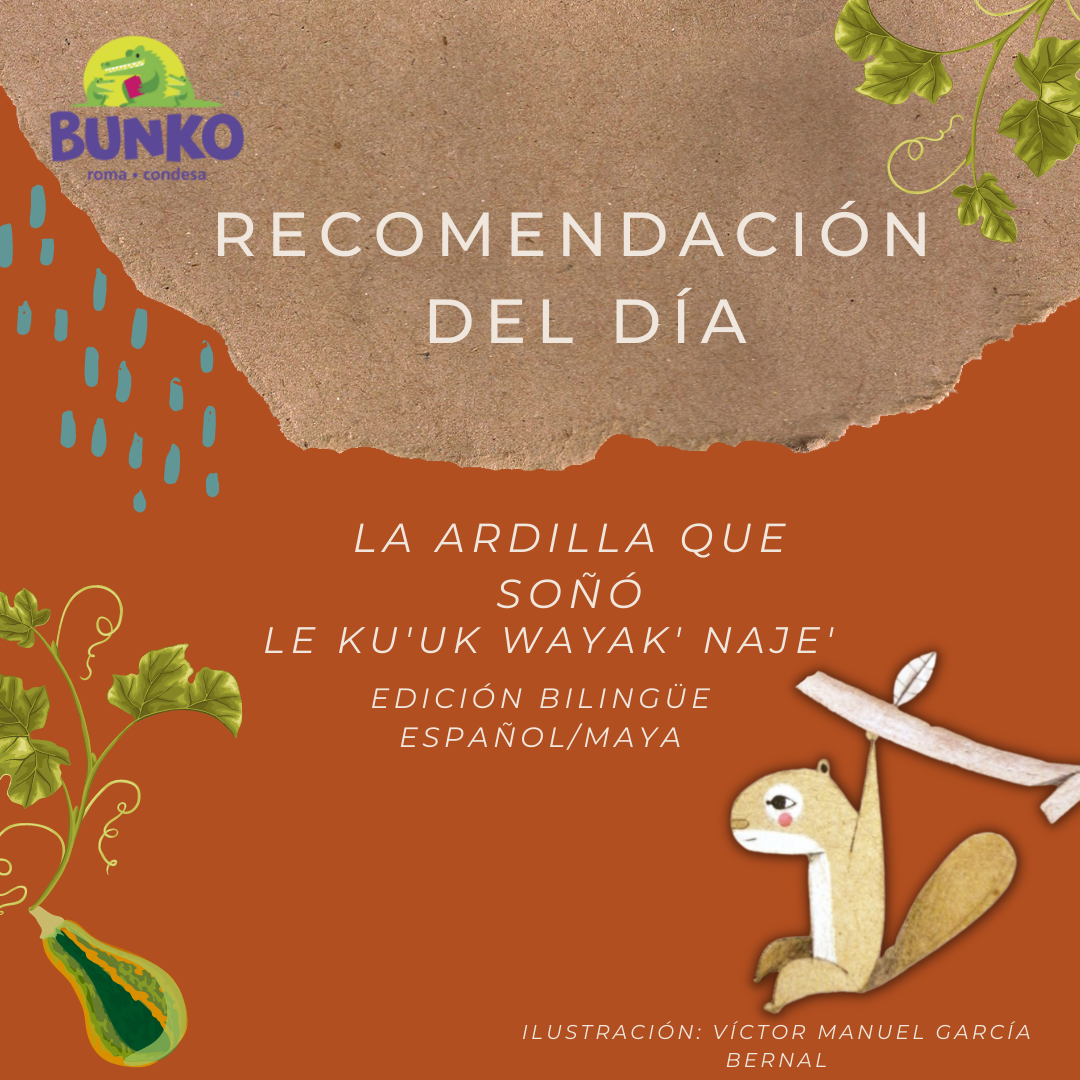 BUNKO
roma • condesa
RECOMENDACIÓN
DEL DÍA
LA ARDILLA QUE
SOÑÓ
LE KU'UK WAYAK' NAJE'
EDICIÓN BILINGÜE
ESPAÑOL/MAYA
ILUSTRACIÓN: VÍCTOR MANUEL GARCÍA
BERNAL